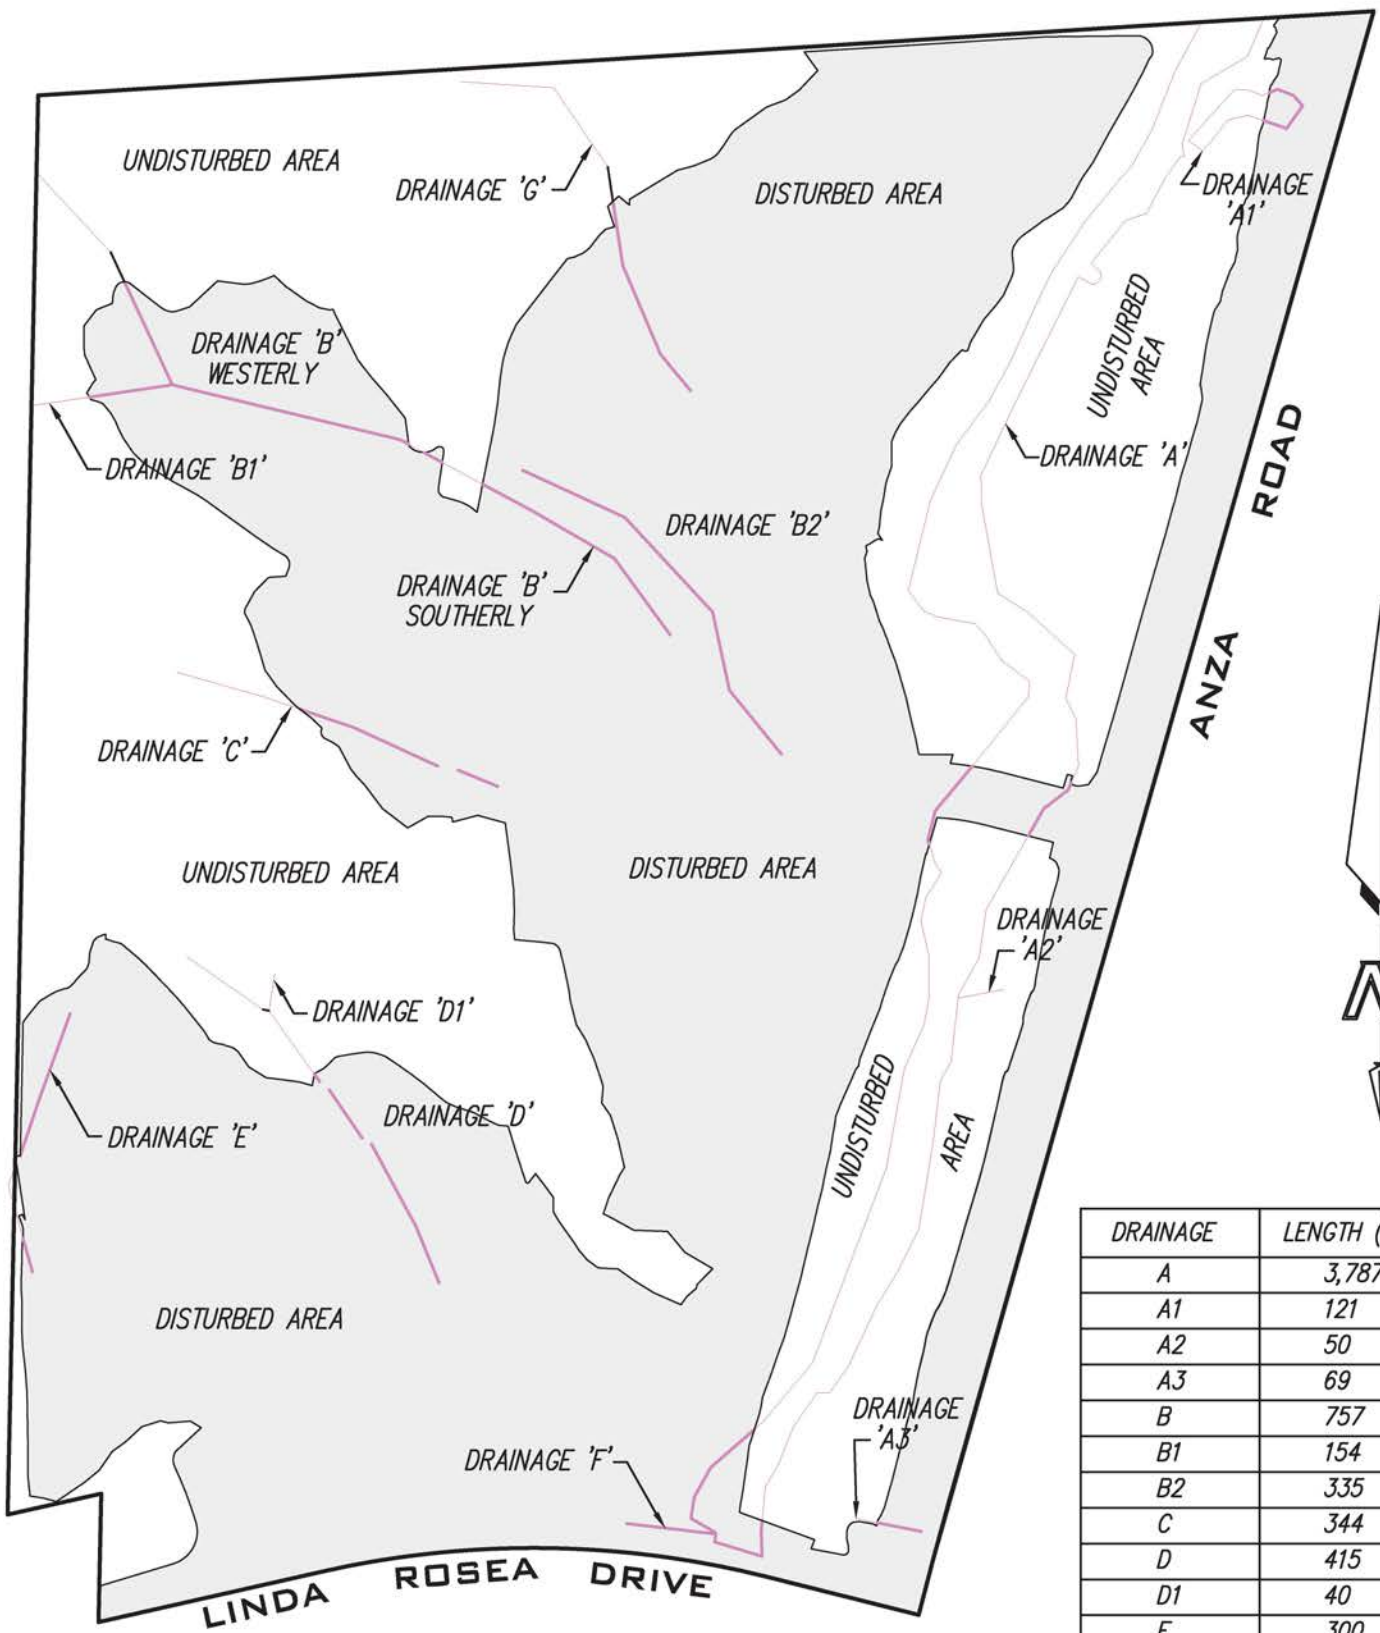 UNDISTURBED AREA
DRAINAGE 'G'
DISTURBED AREA
DRAINAGE
'A1'
DRAINAGE 'B'
WESTERLY
UNDISTURBED
AREA
DRAINAGE 'B1'
DRAINAGE 'A'
ANZA ROAD
DRAINAGE 'B2'
DRAINAGE 'B'
SOUTHERLY
DRAINAGE 'C'
UNDISTURBED AREA
DISTURBED AREA
DRAINAGE
'A2'
DRAINAGE 'D1'
DRAINAGE 'D'
DRAINAGE 'E'
UNDISTURBED AREA
DISTURBED AREA
DRAINAGE
'A3'
DRAINAGE 'F'
LINDA ROSEA DRIVE
DRAINAGE LENGTH (
A 3,787
A1 121
A2 50
A3 69
B 757
B1 154
B2 335
C 344
D 415
D1 40
E 300